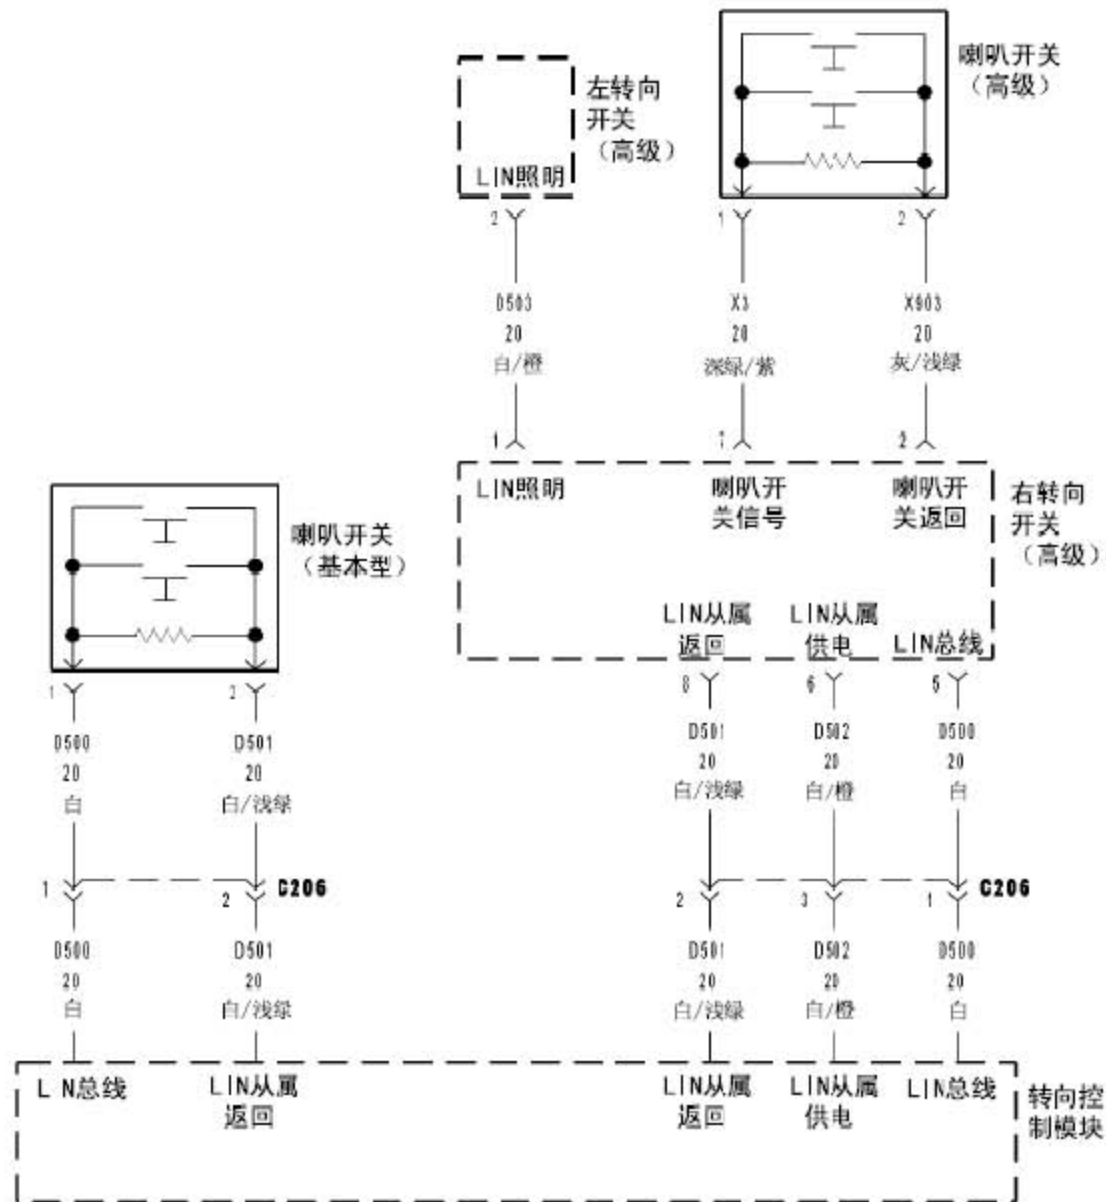 喇叭开关
（高级）
左转向
开关
（高级）
LIN照明
2
1
2
D503
20
白/橙
X3
20
深绿/紫
X903
20
灰/浅绿
1
7
2
LIN照明
喇叭开
关信号
喇叭开
关返回
右转向
开关
（高级）
LIN从属
返回
LIN从属
供电
LIN总线
8
6
5
喇叭开关
（基本型）
1
2
D500
20
白
D501
20
白/浅绿
D501
20
白/浅绿
D502
20
白/橙
D500
20
白
1
2
C206
2
3
1
C206
D500
20
白
D501
20
白/浅绿
D501
20
白/浅绿
D502
20
白/橙
D500
20
白
L N总线
LIN从属
返回
LIN从属
返回
LIN从属
供电
LIN总线
转向控
制模块